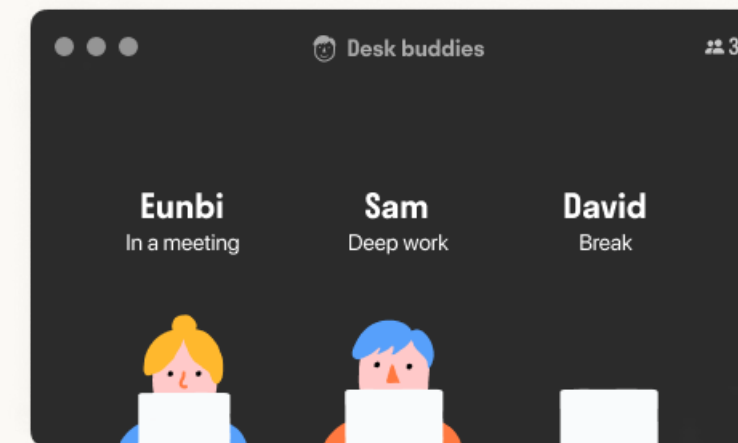 Desk buddies
3
Eunbi
Sam
David
In a meeting
Deep work
Break